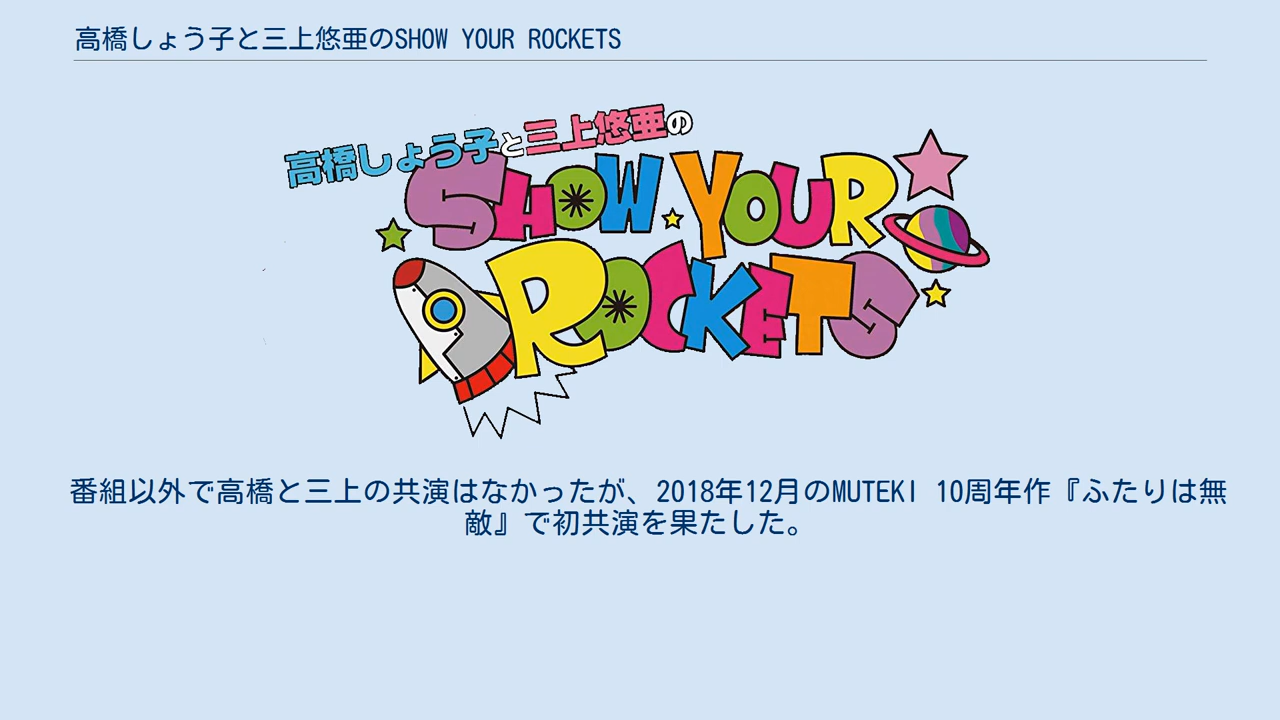 高橋しょう子と三上悠亜のSHOW YOUR ROCKETS
高橋しょう子と三上悠亜の
SHOW YOUR
ROCKETS
番組以外で高橋と三上の共演はなかったが、2018年12月のMUTEKI 10周年作『ふたりは無
敵』で初共演を果たした。